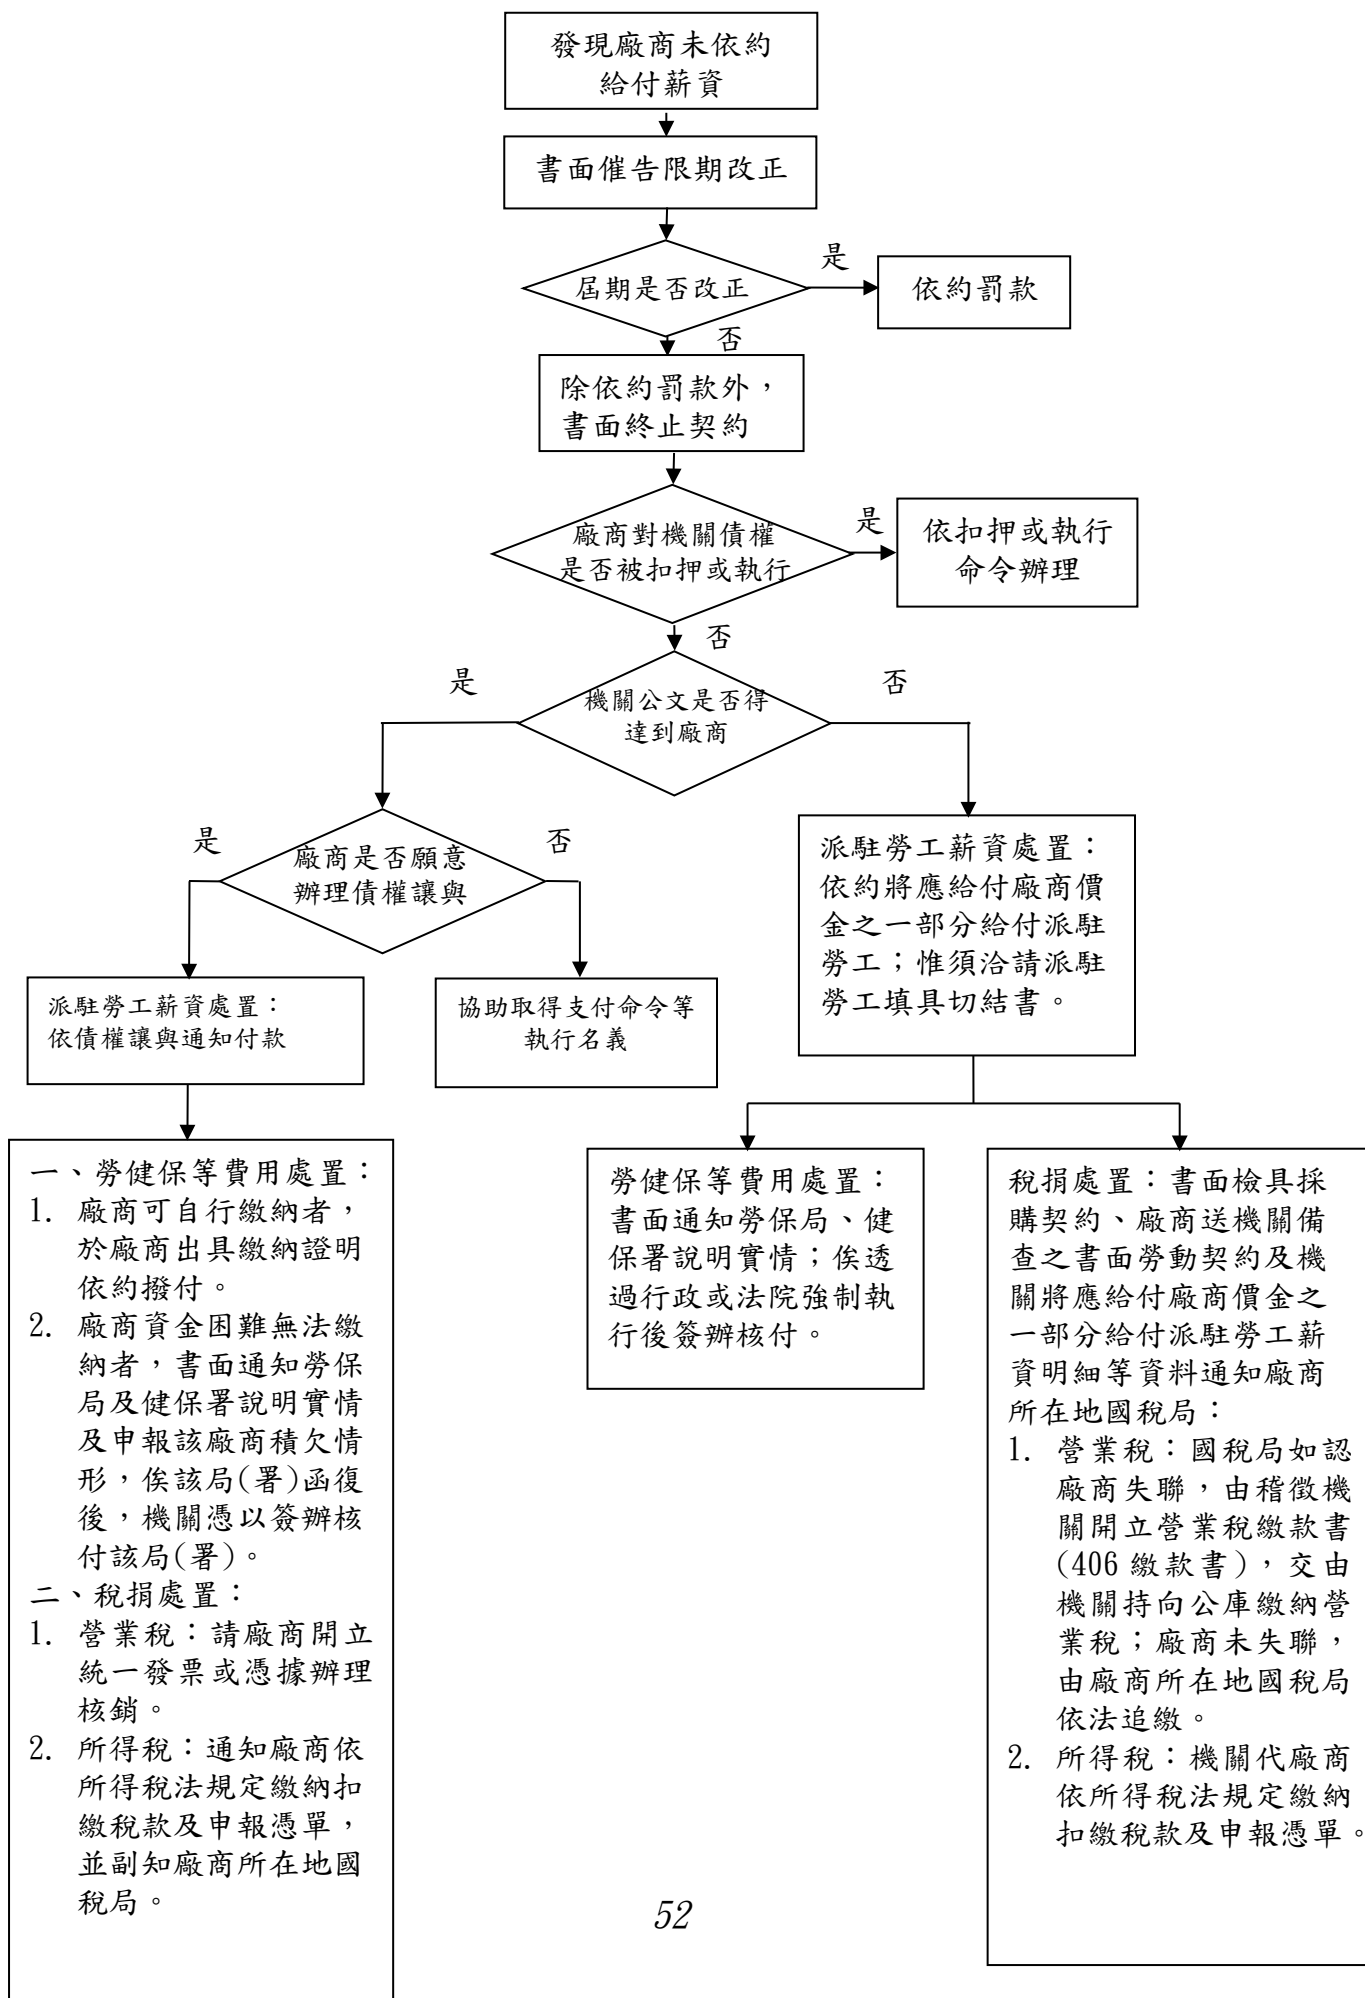 發現廠商未依約
給付薪資
書面催告限期改正
屆期是否改正
是
依約罰款
否
除依約罰款外，
書面終止契約
廠商對機關債權
是否被扣押或執行
是
依扣押或執行
命令辦理
否
機關公文是否得
達到廠商
是
否
廠商是否願意
辦理債權讓與
是
否
派駐勞工薪資處置：
依約將應給付廠商價
金之一部分給付派駐
勞工；惟須洽請派駐
勞工填具切結書。
派駐勞工薪資處置：
依債權讓與通知付款
協助取得支付命令等
執行名義
一、勞健保等費用處置：
1. 廠商可自行繳納者，
於廠商出具繳納證明
依約撥付。
2. 廠商資金困難無法繳
納者，書面通知勞保
局及健保署說明實情
及申報該廠商積欠情
形，俟該局(署)函復
後，機關憑以簽辦核
付該局(署)。
二、稅捐處置：
1. 營業稅：請廠商開立
統一發票或憑據辦理
核銷。
2. 所得稅：通知廠商依
所得稅法規定繳納扣
繳稅款及申報憑單，
並副知廠商所在地國
稅局。
勞健保等費用處置：
書面通知勞保局、健
保署說明實情；俟透
過行政或法院強制執
行後簽辦核付。
稅捐處置：書面檢具採
購契約、廠商送機關備
查之書面勞動契約及機
關將應給付廠商價金之
一部分給付派駐勞工薪
資明細等資料通知廠商
所在地國稅局：
1. 營業稅：國稅局如認
廠商失聯，由稽徵機
關開立營業稅繳款書
(406 繳款書)，交由
機關持向公庫繳納營
業稅；廠商未失聯，
由廠商所在地國稅局
依法追繳。
2. 所得稅：機關代廠商
依所得稅法規定繳納
扣繳稅款及申報憑單。
52